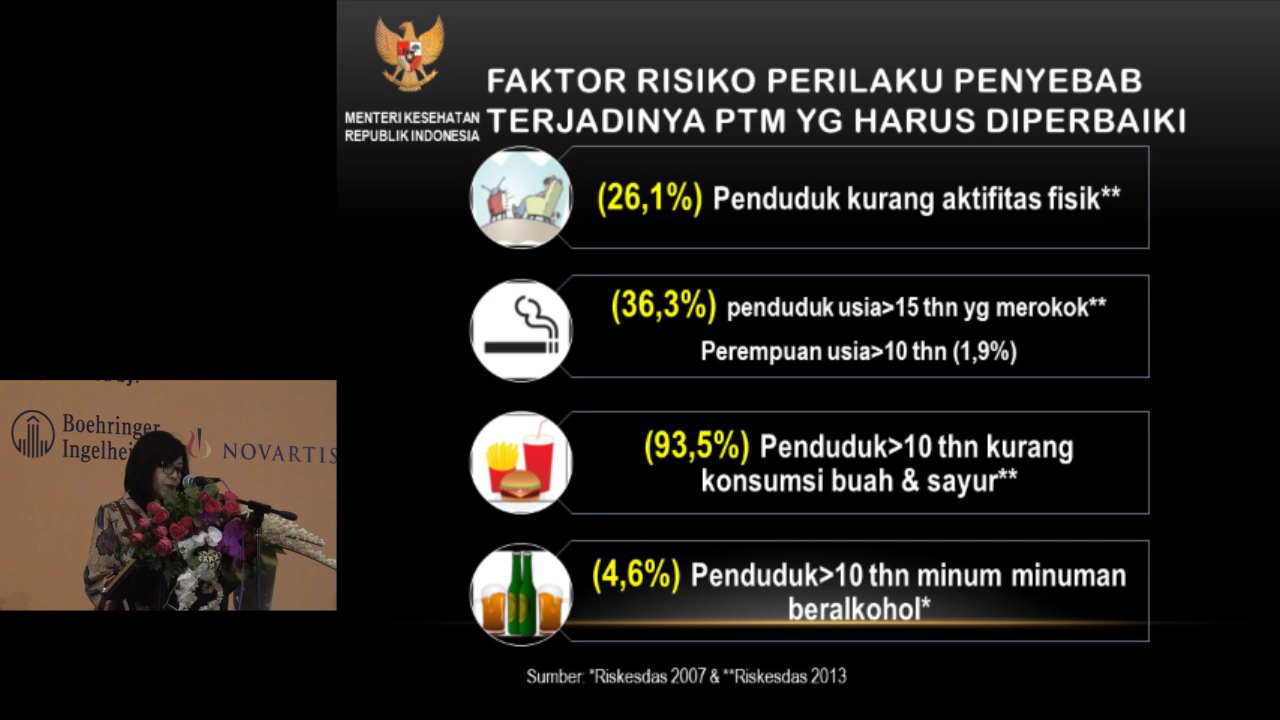 MENTERI KESEHATAN
REPUBLIK INDONESIA
FAKTOR RISIKO PERILAKU PENYEBAB
TERJADINYA PTM YG HARUS DIPERBAIKI
(26,1%) Penduduk kurang aktifitas fisik**
(36,3%) penduduk usia>15 thn yg merokok**
Perempuan usia>10 thn (1,9%)
(93,5%) Penduduk>10 thn kurang
konsumsi buah & sayur**
(4,6%) Penduduk>10 thn minum minuman
beralkohol*
Sumber: *Riskesdas 2007 & **Riskesdas 2013
by:
Boehringer
NOVARTIS